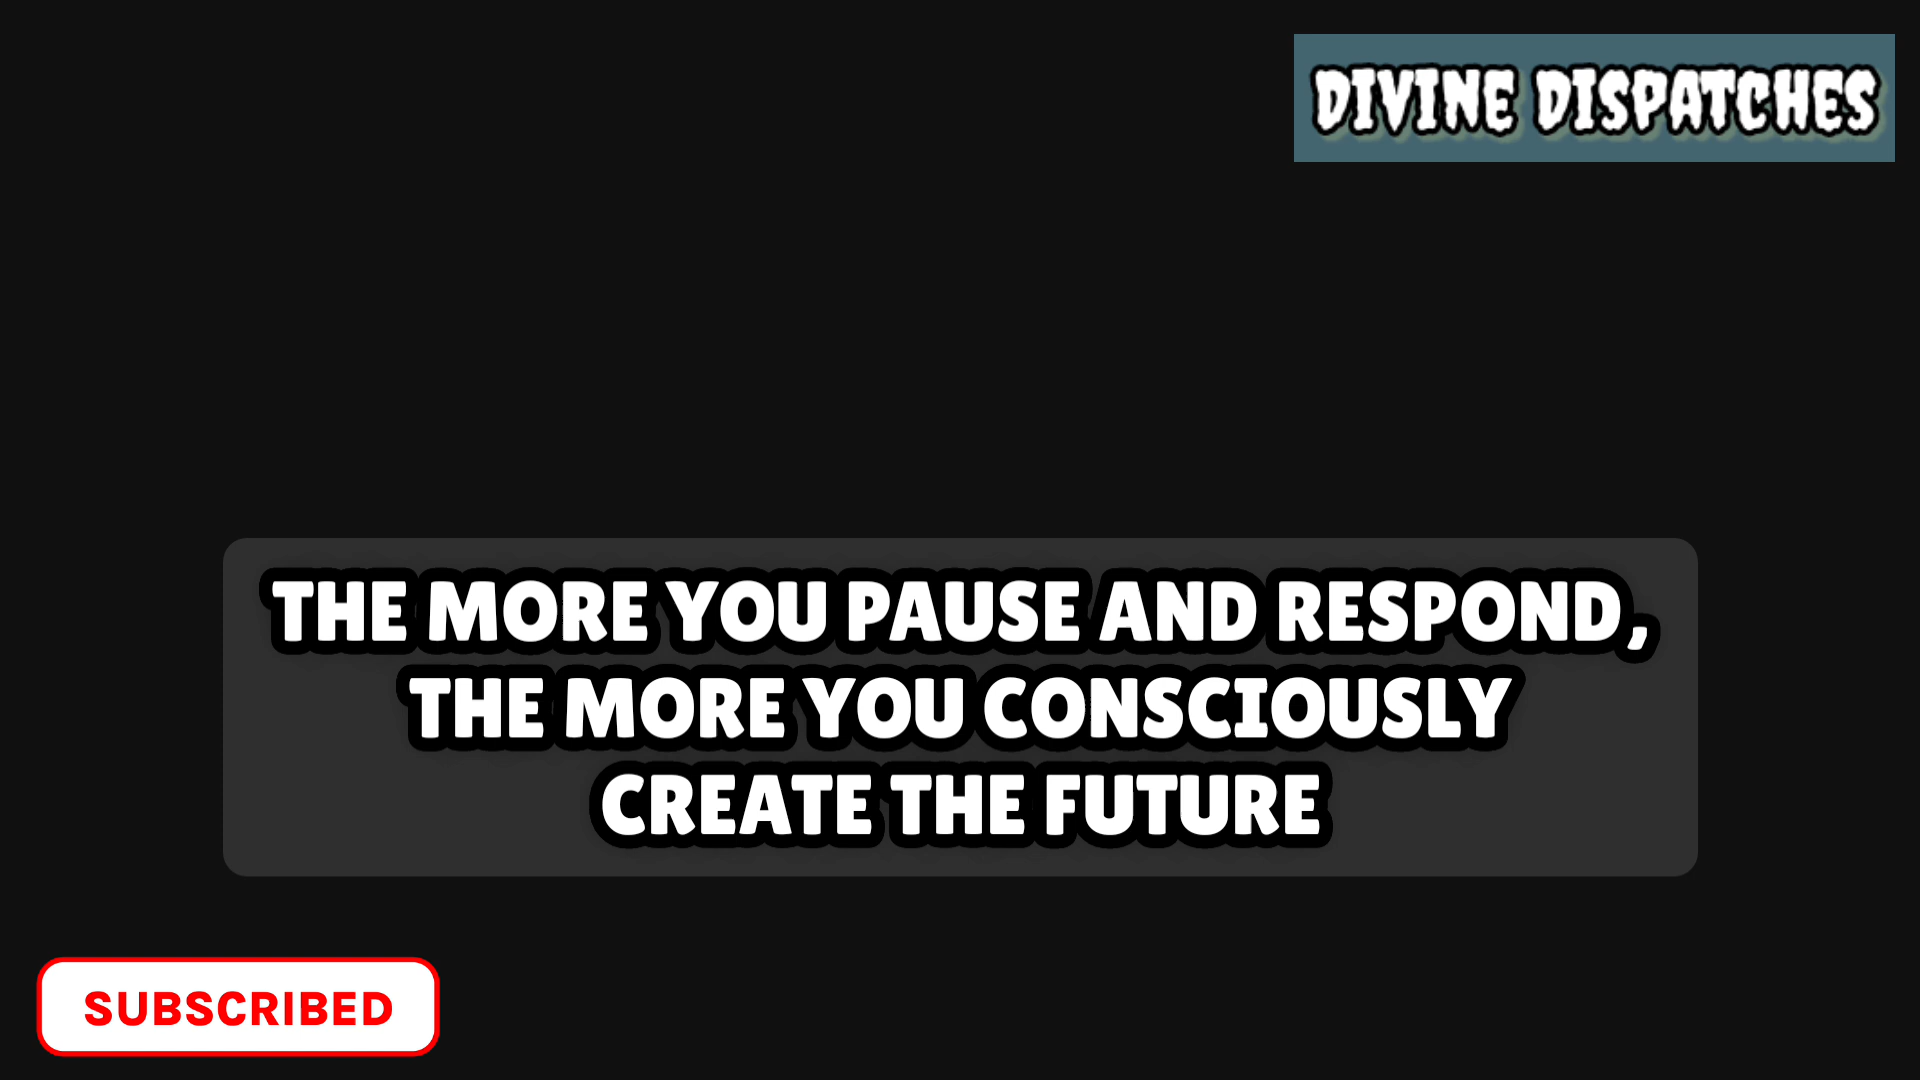 DIVINE DISPATCHES
THE MORE YOU PAUSE AND RESPOND,
THE MORE YOU CONSCIOUSLY
CREATE THE FUTURE
SUBSCRIBED